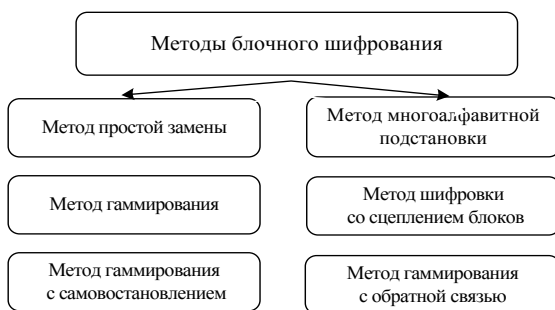 Методы блочного шифрования
Метод простой замены
Метод многоалфавитной
подстановки
Метод гаммирования
Метод шифровки
со сцеплением блоков
Метод гаммирования
с самовостановлением
Метод гаммирования
с обратной связью